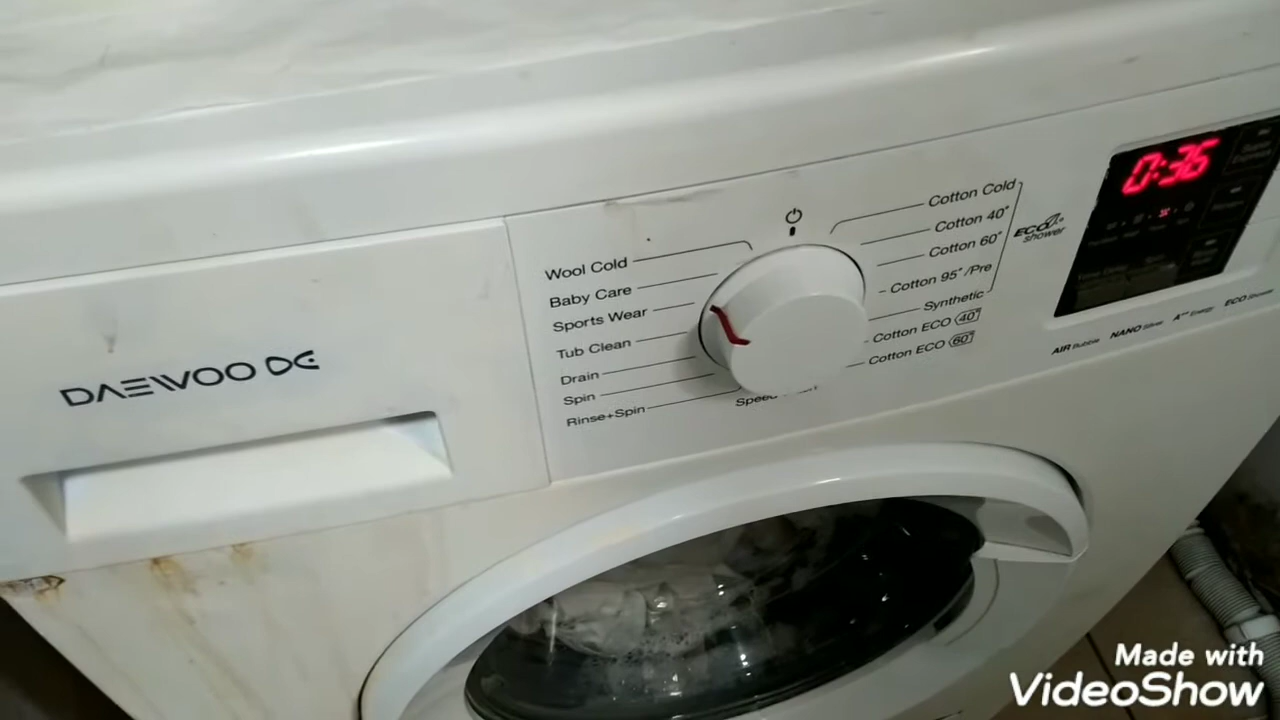 DAEWOO
Wool Cold
Baby Care
Sports Wear
Tub Clean
Drain
Spin
Rinse+Spin
Speed
Cotton Cold
Cotton 40°
Cotton 60°
Cotton 95°/Pre
Synthetic
Cotton ECO 40°
Cotton ECO 60°
ECO
shower
0:36
AIR Bubble
NANO Silver
A+++ Energy
ECO Shower
Made with
VideoShow